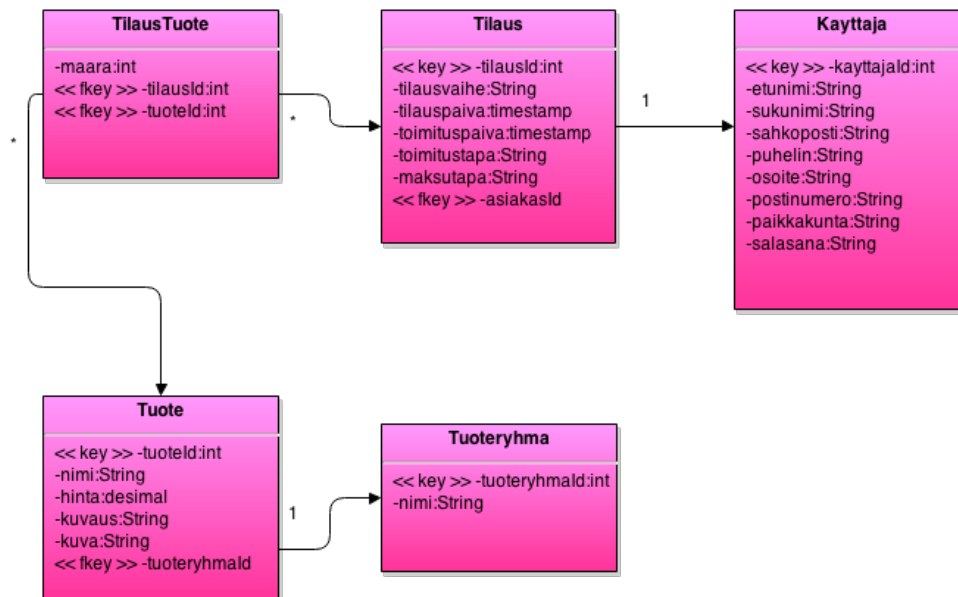 TilausTuote
-maara:int
<< fkey >> -tilausId:int
<< fkey >> -tuoteId:int
*
*
Tilaus
<< key >> -tilausId:int
-tilausvaihe:String
-tilauspaiva:timestamp
-toimituspaiva:timestamp
-toimitustapa:String
-maksutapa:String
<< fkey >> -asiakasId
1
Kayttaja
<< key >> -kayttajaId:int
-etunimi:String
-sukunimi:String
-sahkoposti:String
-puhelin:String
-osoite:String
-postinumero:String
-paikkakunta:String
-salasana:String
Tuote
<< key >> -tuoteId:int
-nimi:String
-hinta:desimal
-kuvaus:String
-kuva:String
<< fkey >> -tuoteryhmaId
1
Tuoteryhma
<< key >> -tuoteryhmaId:int
-nimi:String